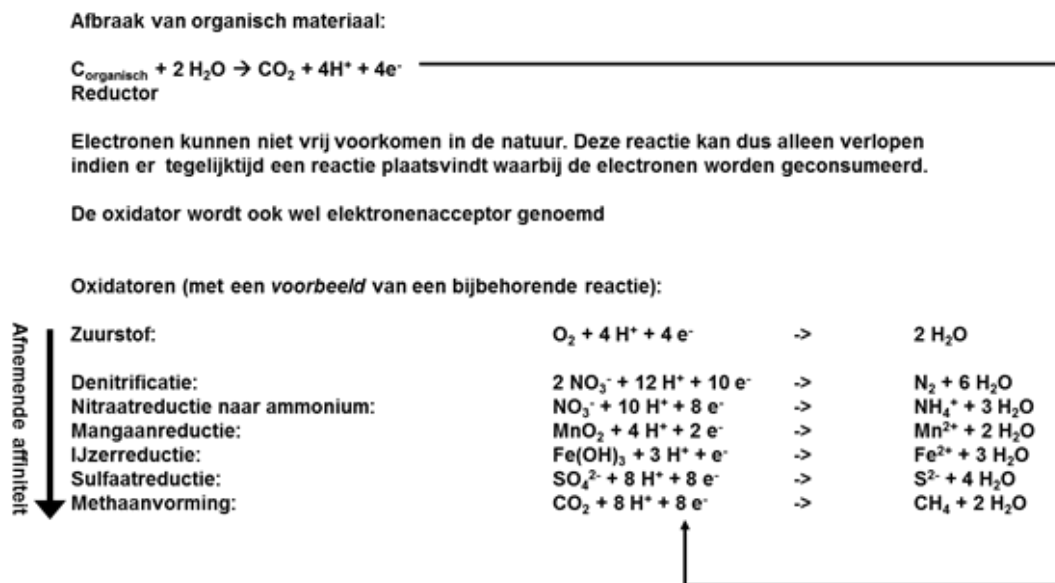 Afbraak van organisch materiaal:
C_organisch + 2 H₂O → CO₂ + 4H⁺ + 4e⁻
Reductor
Electronen kunnen niet vrij voorkomen in de natuur. Deze reactie kan dus alleen verlopen
indien er tegelijktijd een reactie plaatsvindt waarbij de electronen worden geconsumeerd.
De oxidator wordt ook wel elektronenacceptor genoemd
Oxidatoren (met een voorbeeld van een bijbehorende reactie):
Afnemende affiniteit
Zuurstof: O₂ + 4 H⁺ + 4 e⁻ -> 2 H₂O
Denitrificatie: 2 NO₃⁻ + 12 H⁺ + 10 e⁻ -> N₂ + 6 H₂O
Nitraatreductie naar ammonium: NO₃⁻ + 10 H⁺ + 8 e⁻ -> NH₄⁺ + 3 H₂O
Mangaanreductie: MnO₂ + 4 H⁺ + 2 e⁻ -> Mn²⁺ + 2 H₂O
IJzerreductie: Fe(OH)₃ + 3 H⁺ + e⁻ -> Fe²⁺ + 3 H₂O
Sulfaatreductie: SO₄²⁻ + 8 H⁺ + 8 e⁻ -> S²⁻ + 4 H₂O
Methaanvorming: CO₂ + 8 H⁺ + 8 e⁻ -> CH₄ + 2 H₂O